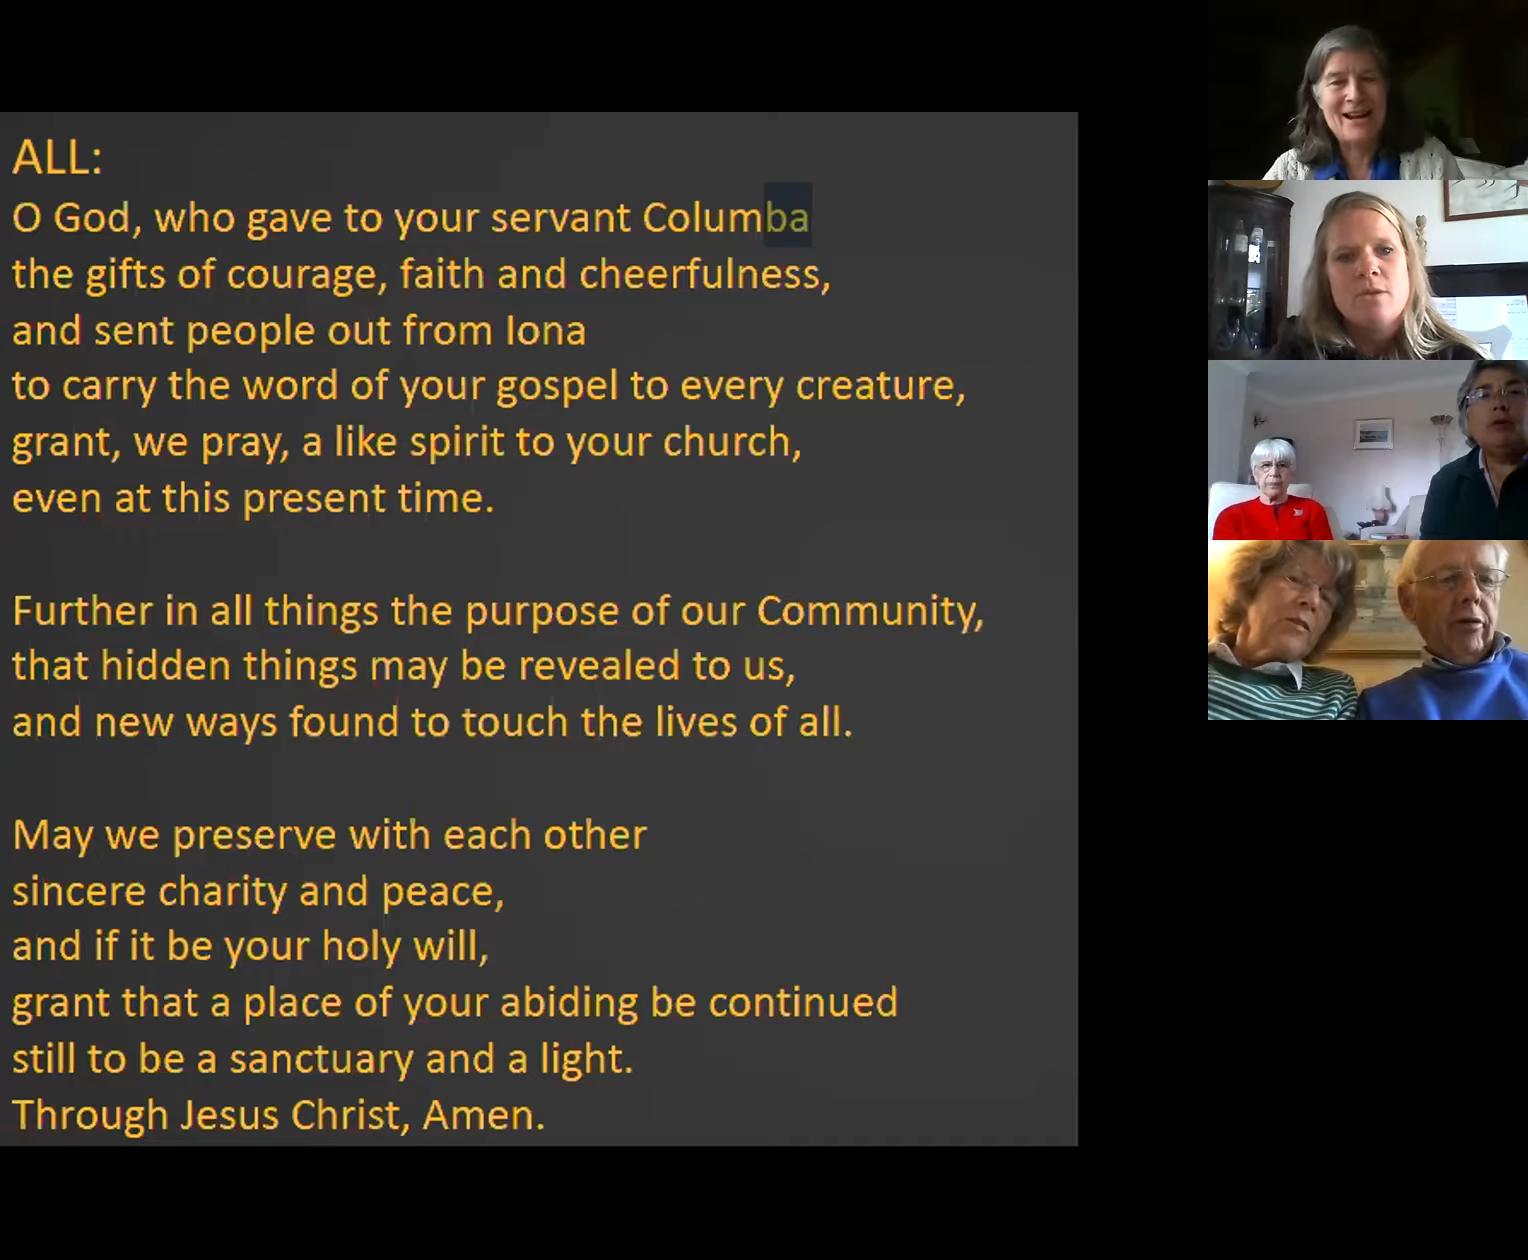 ALL:
O God, who gave to your servant Columba
the gifts of courage, faith and cheerfulness,
and sent people out from Iona
to carry the word of your gospel to every creature,
grant, we pray, a like spirit to your church,
even at this present time.
Further in all things the purpose of our Community,
that hidden things may be revealed to us,
and new ways found to touch the lives of all.
May we preserve with each other
sincere charity and peace,
and if it be your holy will,
grant that a place of your abiding be continued
still to be a sanctuary and a light.
Through Jesus Christ, Amen.